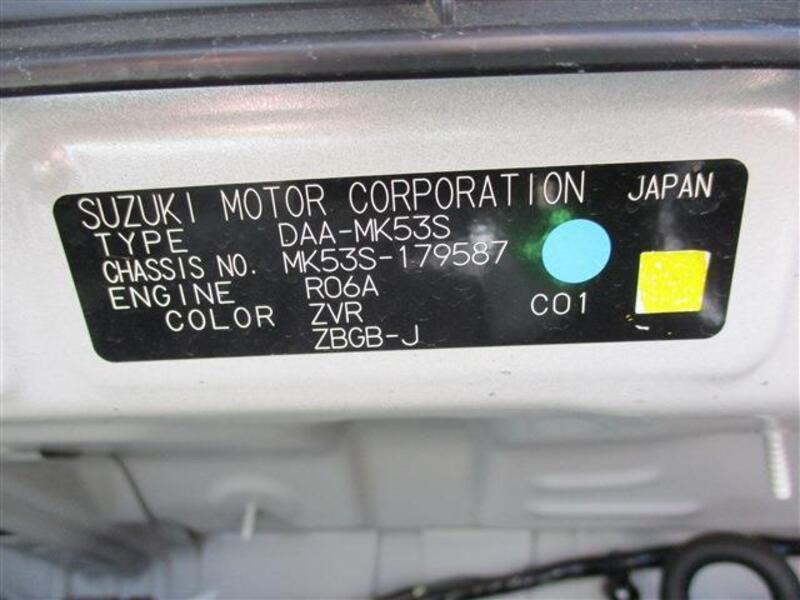 SUZUKI MOTOR CORPORATION JAPAN
TYPE DAA-MK53S
CHASSIS NO. MK53S-179587
ENGINE R06A
COLOR ZVR C01
ZBGB-J